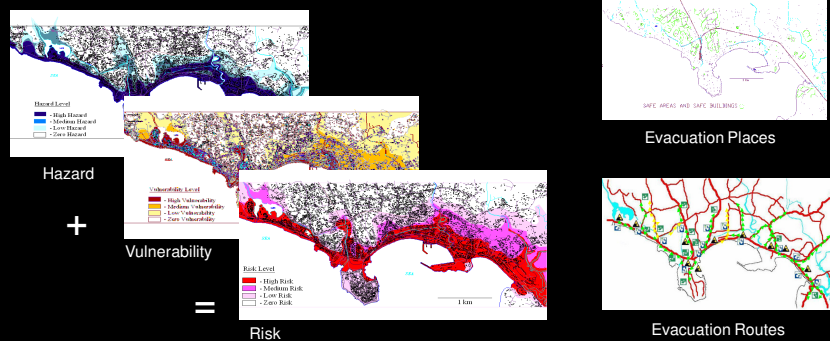 Hazard Level
- High Hazard
- Medium Hazard
- Low Hazard
- Zero Hazard
Hazard
+
Vulnerability Level
- High Vulnerability
- Medium Vulnerability
- Low Vulnerability
- Zero Vulnerability
Vulnerability
=
Risk Level
- High Risk
- Medium Risk
- Low Risk
- Zero Risk
1 km
Risk
SAFE AREAS AND SAFE BUILDINGS
Evacuation Places
Evacuation Routes